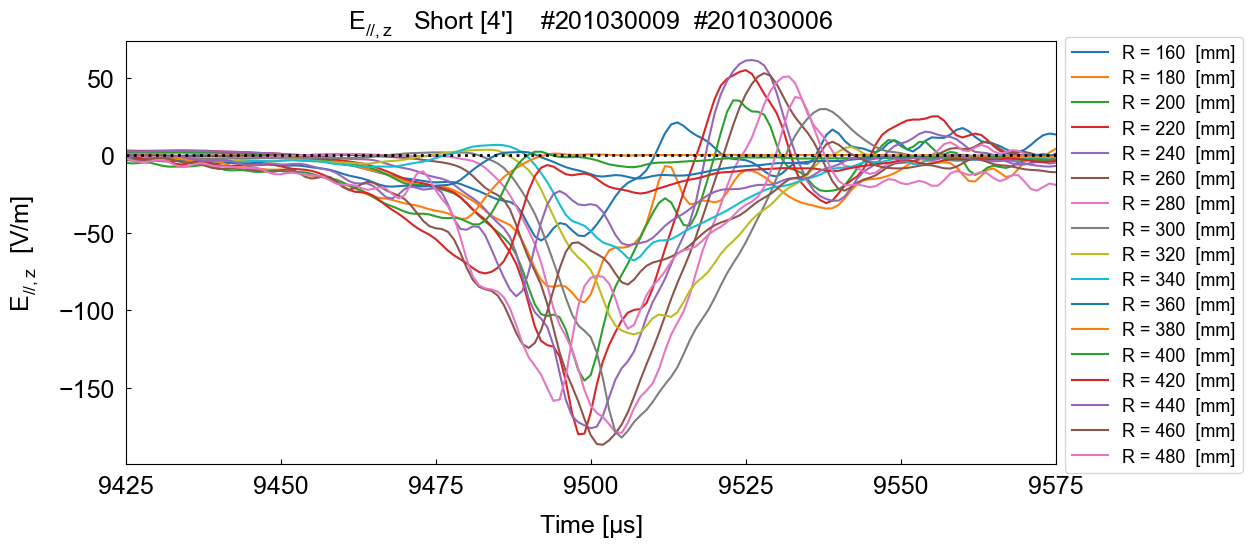 E//, z Short [4'] #201030009 #201030006
E//, z [V/m]
50
0
−50
−100
−150
9425 9450 9475 9500 9525 9550 9575
Time [μs]
R = 160 [mm]
R = 180 [mm]
R = 200 [mm]
R = 220 [mm]
R = 240 [mm]
R = 260 [mm]
R = 280 [mm]
R = 300 [mm]
R = 320 [mm]
R = 340 [mm]
R = 360 [mm]
R = 380 [mm]
R = 400 [mm]
R = 420 [mm]
R = 440 [mm]
R = 460 [mm]
R = 480 [mm]